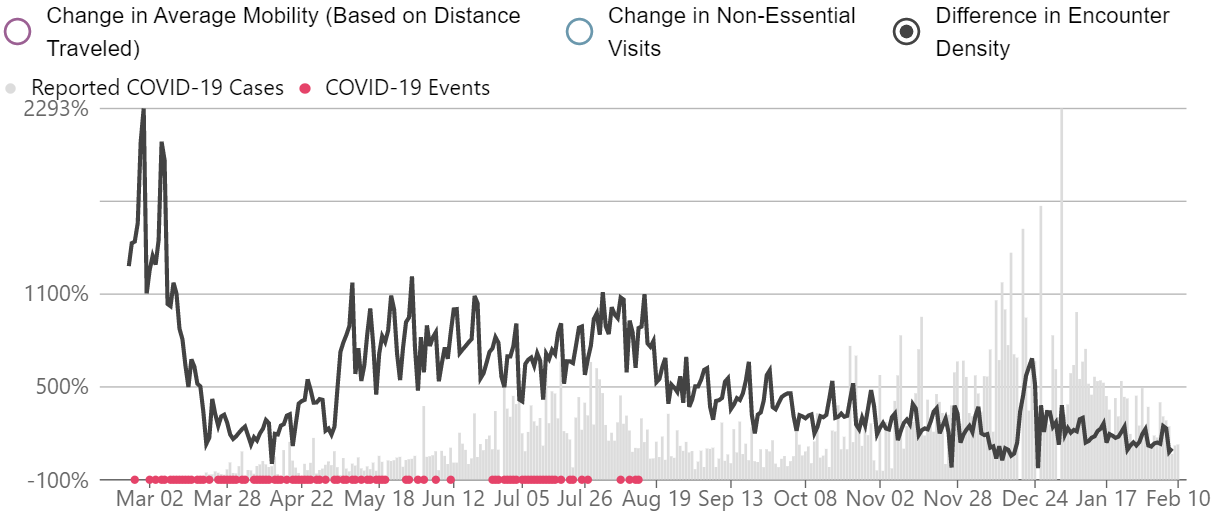 Change in Average Mobility (Based on Distance Traveled)
Change in Non-Essential Visits
Difference in Encounter Density
Reported COVID-19 Cases
COVID-19 Events
2293%
1100%
500%
-100%
Mar 02
Mar 28
Apr 22
May 18
Jun 12
Jul 05
Jul 26
Aug 19
Sep 13
Oct 08
Nov 02
Nov 28
Dec 24
Jan 17
Feb 10